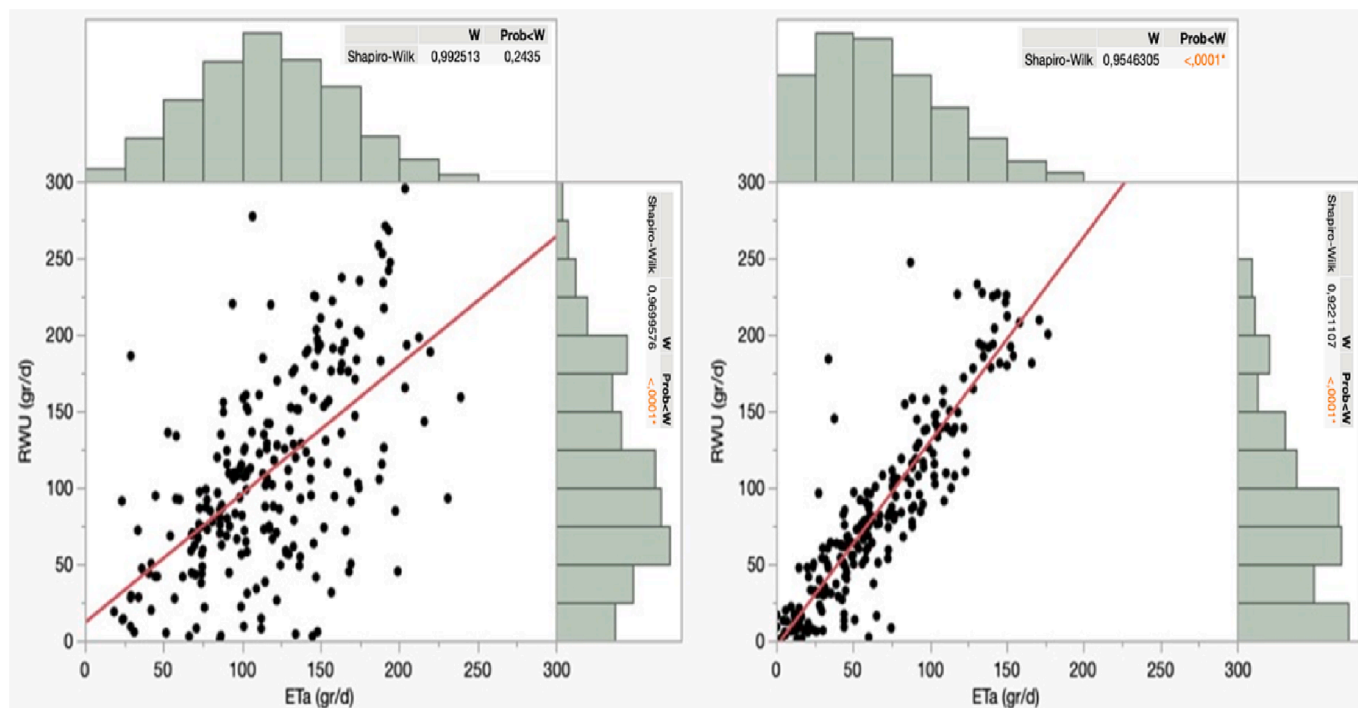 W Prob<W
Shapiro-Wilk 0,992513 0,2435
300
250
200
150
100
50
0
RWU (gr/d)
0 50 100 150 200 250 300
ETa (gr/d)
W Prob<W
Shapiro-Wilk 0,9699576 <,0001*
W Prob<W
Shapiro-Wilk 0,9546305 <,0001*
300
250
200
150
100
50
0
RWU (gr/d)
0 50 100 150 200 250 300
ETa (gr/d)
W Prob<W
Shapiro-Wilk 0,9221107 <,0001*